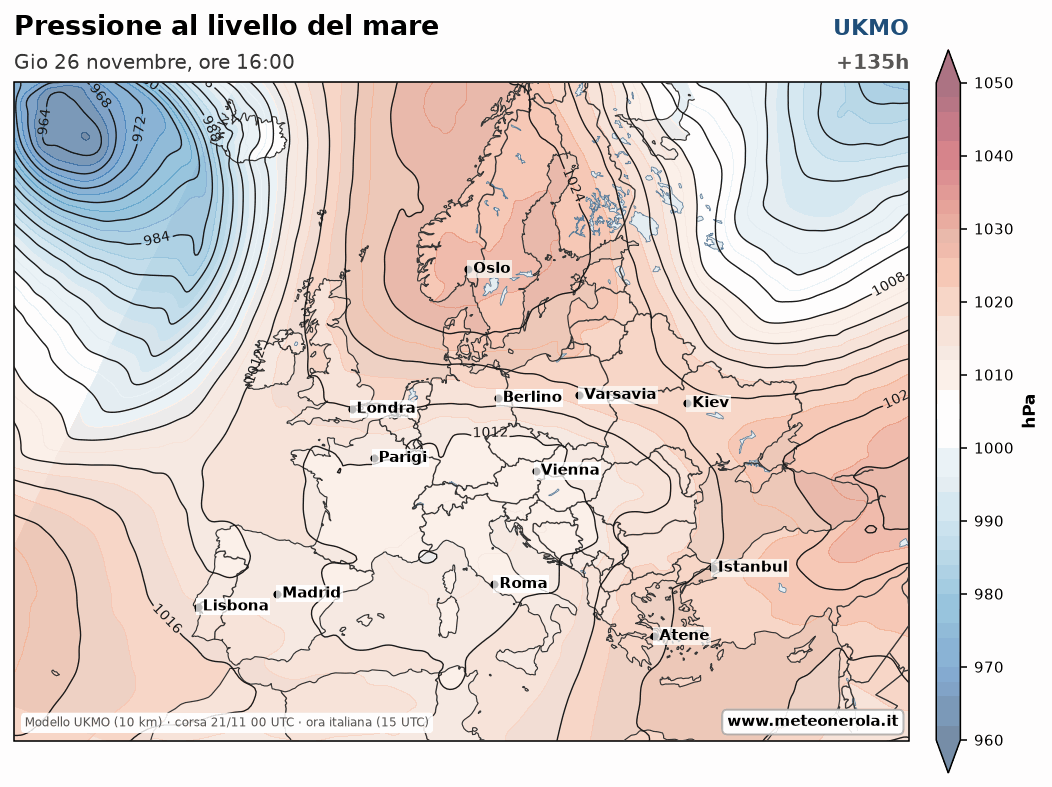 Pressione al livello del mare
UKMO
Gio 26 novembre, ore 16:00
+135h
1050
1040
1030
1020
1010
1000
990
980
970
960
hPa
964
968
972
988
984
1024
1008
1012
1012
1016
102
Oslo
Londra
Berlino
Varsavia
Kiev
Parigi
Vienna
Istanbul
Roma
Madrid
Lisbona
Atene
Modello UKMO (10 km) · corsa 21/11 00 UTC · ora italiana (15 UTC)
www.meteonerola.it